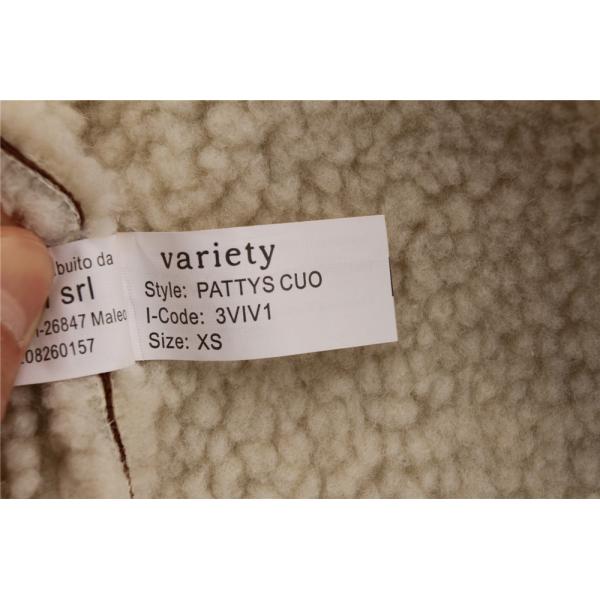 buito da
srl
-26847 Maleo
08260157
variety
Style: PATTYS CUO
I-Code: 3VIV1
Size: XS